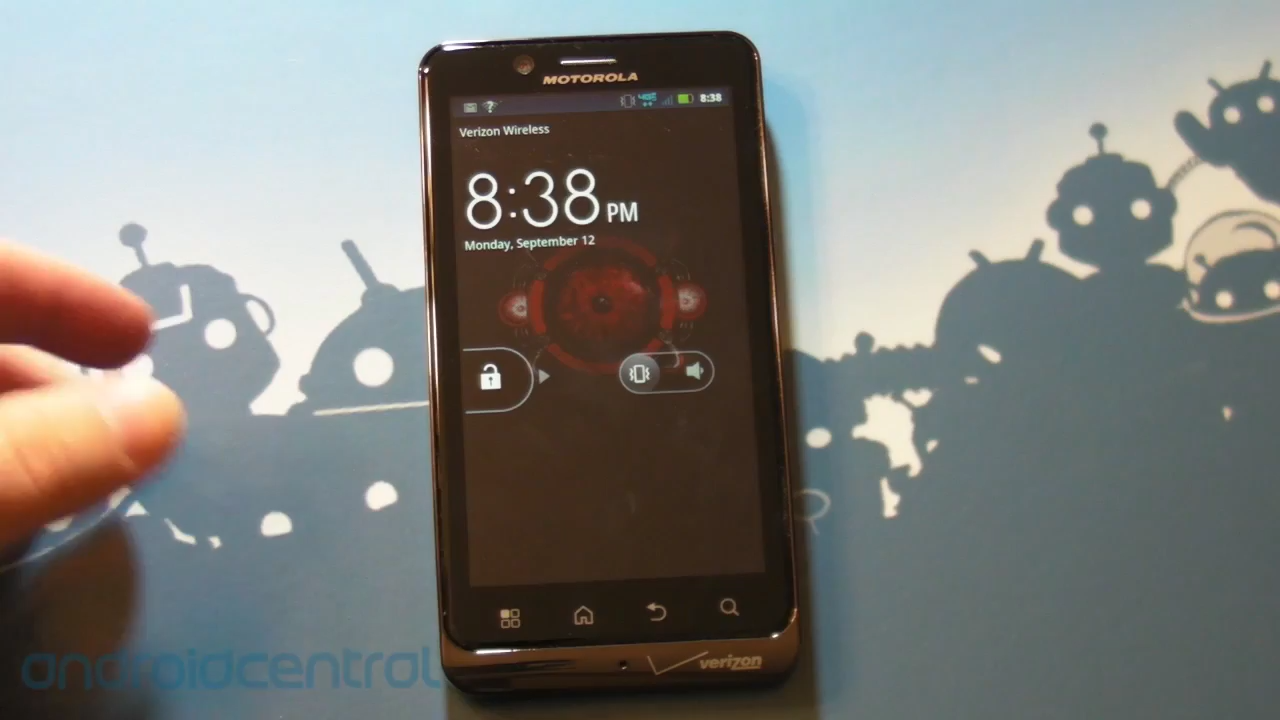 MOTOROLA
8:38
Verizon Wireless
8:38 PM
Monday, September 12
verizon
androidcentral